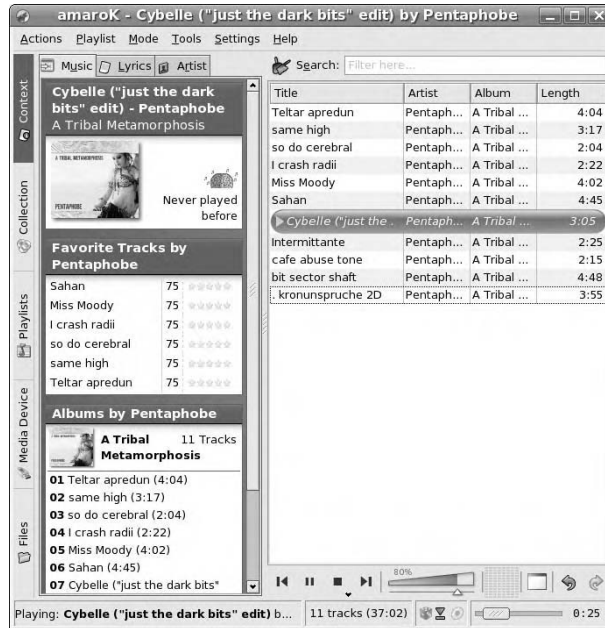 amaroK - Cybelle ("just the dark bits" edit) by Pentaphobe
Actions Playlist Mode Tools Settings Help
Context
Collection
Playlists
Media Device
Files
Music Lyrics Artist
Cybelle ("just the dark
bits" edit) - Pentaphobe
A Tribal Metamorphosis
A TRIBAL METAMORPHOSIS
PENTAPHOBE
Never played
before
Favorite Tracks by
Pentaphobe
Sahan 75
Miss Moody 75
I crash radii 75
so do cerebral 75
same high 75
Teltar apredun 75
Albums by Pentaphobe
A Tribal 11 Tracks
Metamorphosis
01 Teltar apredun (4:04)
02 same high (3:17)
03 so do cerebral (2:04)
04 I crash radii (2:22)
05 Miss Moody (4:02)
06 Sahan (4:45)
07 Cybelle ("just the dark bits"
Search: Filter here...
Title Artist Album Length
Teltar apredun Pentaph... A Tribal ... 4:04
same high Pentaph... A Tribal ... 3:17
so do cerebral Pentaph... A Tribal ... 2:04
I crash radii Pentaph... A Tribal ... 2:22
Miss Moody Pentaph... A Tribal ... 4:02
Sahan Pentaph... A Tribal ... 4:45
Cybelle ("just the . Pentaph... A Tribal ... 3:05
Intermittante Pentaph... A Tribal ... 2:25
cafe abuse tone Pentaph... A Tribal ... 2:15
bit sector shaft Pentaph... A Tribal ... 4:48
. kronunspruche 2D Pentaph... A Tribal ... 3:55
80%
Playing: Cybelle ("just the dark bits" edit) b... 11 tracks (37:02) 0:25